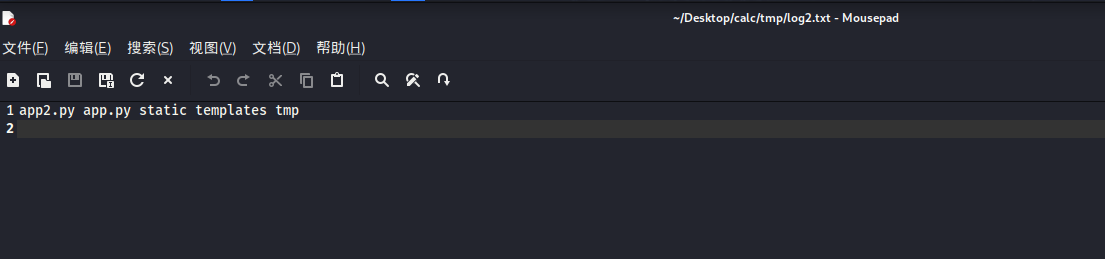 ~/Desktop/calc/tmp/log2.txt - Mousepad
文件(F) 编辑(E) 搜索(S) 视图(V) 文档(D) 帮助(H)
1 app2.py app.py static templates tmp
2